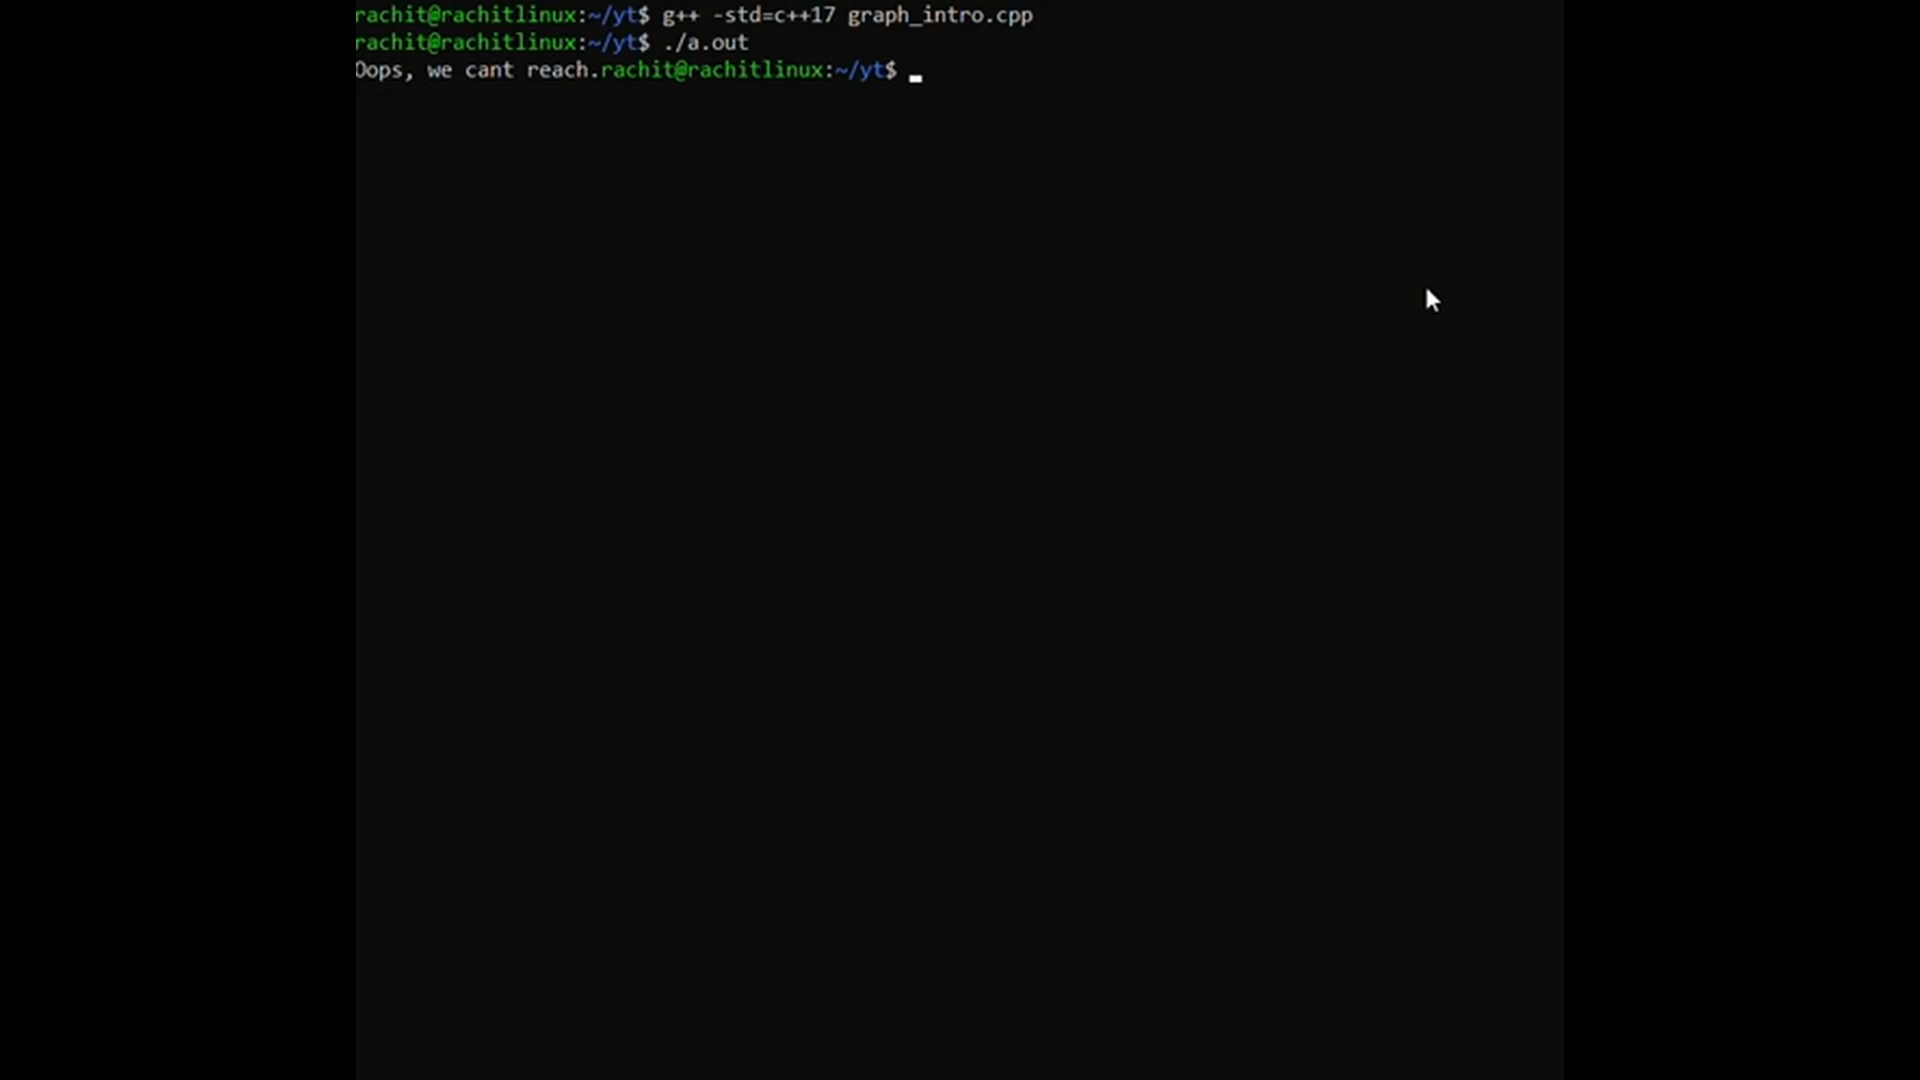 rachit@rachitlinux:~/yt$ g++ -std=c++17 graph_intro.cpp
rachit@rachitlinux:~/yt$ ./a.out
Oops, we cant reach.rachit@rachitlinux:~/yt$